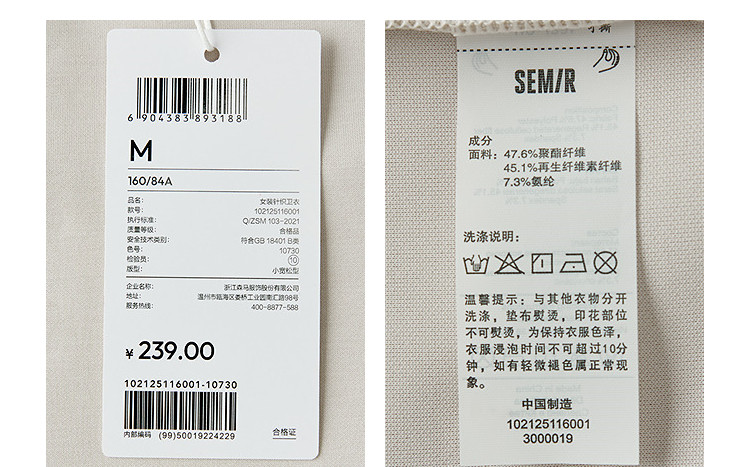 6 904383 893188
M
160/84A
品名: 女装针织卫衣
款号: 102125116001
执行标准: Q/ZSM 103-2021
质量等级: 合格品
安全技术类别: 符合GB 18401 B类
色号: 10730
检验员: 10
版型: 小宽松型
企业名称: 浙江森马服饰股份有限公司
地址: 温州市瓯海区娄桥工业园南汇路98号
服务热线: 400-8877-588
¥ 239.00
102125116001-10730
内部编码 (99)50019224229
合格证
可撕
SEM/R
成分
面料: 47.6%聚酯纤维
45.1%再生纤维素纤维
7.3%氨纶
洗涤说明:
温馨提示: 与其他衣物分开
洗涤, 垫布熨烫, 印花部位
不可熨烫, 为保持衣服色泽,
衣服浸泡时间不可超过10分
钟, 如有轻微褪色属正常现
象。
中国制造
102125116001
3000019